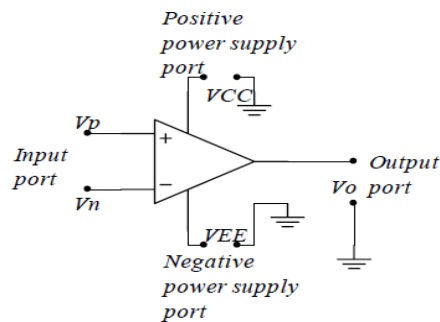 Positive
power supply
port
VCC
Vp
+
Input
port
−
Vn
Output
Vo port
VEE
Negative
power supply
port